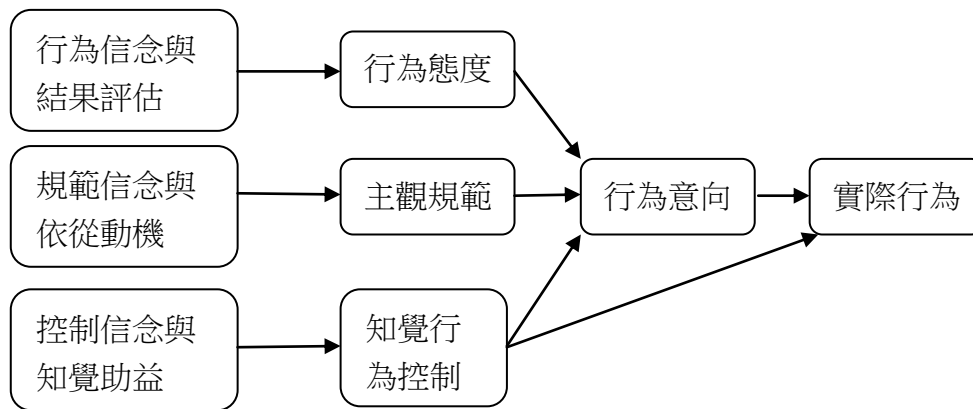 行為信念與
結果評估
行為態度
規範信念與
依從動機
主觀規範
行為意向
實際行為
控制信念與
知覺助益
知覺行
為控制